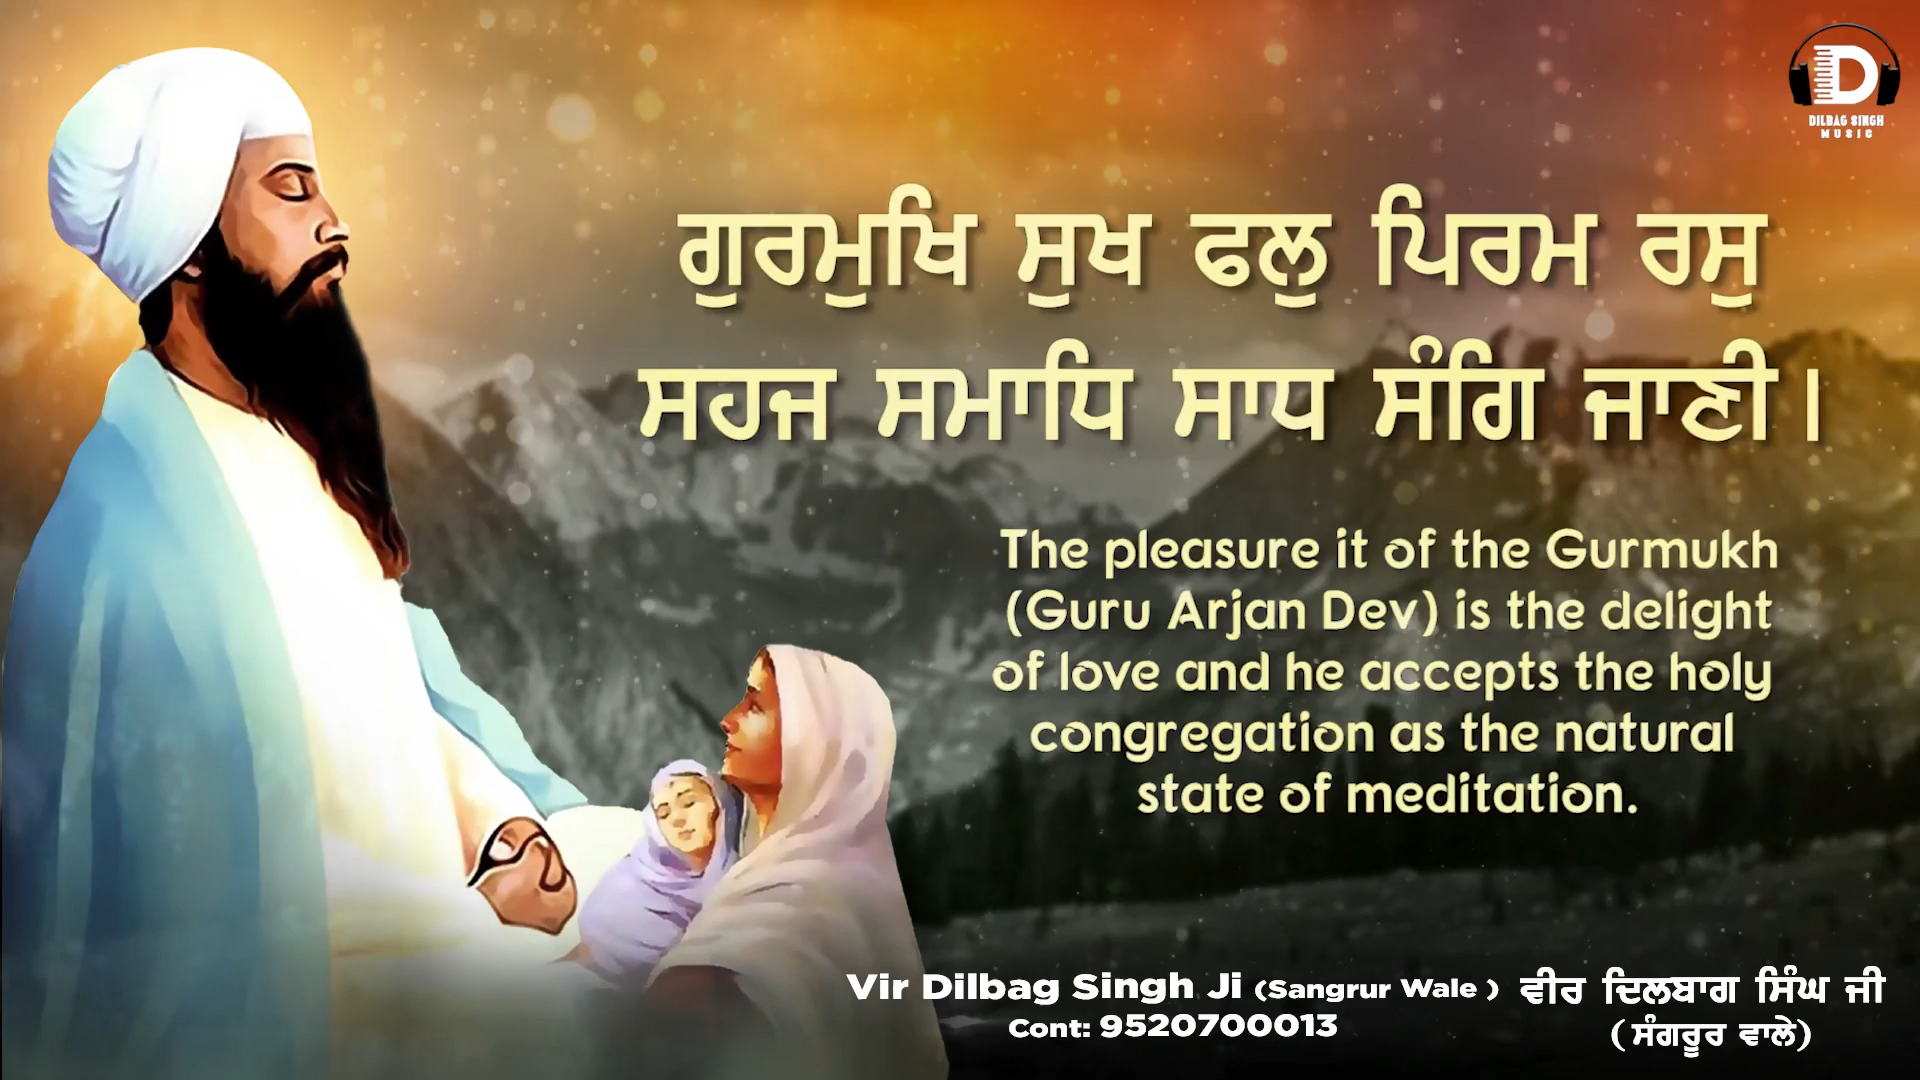 D
DILBAG SINGH
MUSIC
ਗੁਰਮੁਖਿ ਸੁਖ ਫਲੁ ਪਿਰਮ ਰਸੁ
ਸਹਜ ਸਮਾਧਿ ਸਾਧ ਸੰਗਿ ਜਾਣੀ।
The pleasure it of the Gurmukh
(Guru Arjan Dev) is the delight
of love and he accepts the holy
congregation as the natural
state of meditation.
Vir Dilbag Singh Ji (Sangrur Wale ) ਵੀਰ ਦਿਲਬਾਗ ਸਿੰਘ ਜੀ
Cont: 9520700013 (ਸੰਗਰੂਰ ਵਾਲੇ)